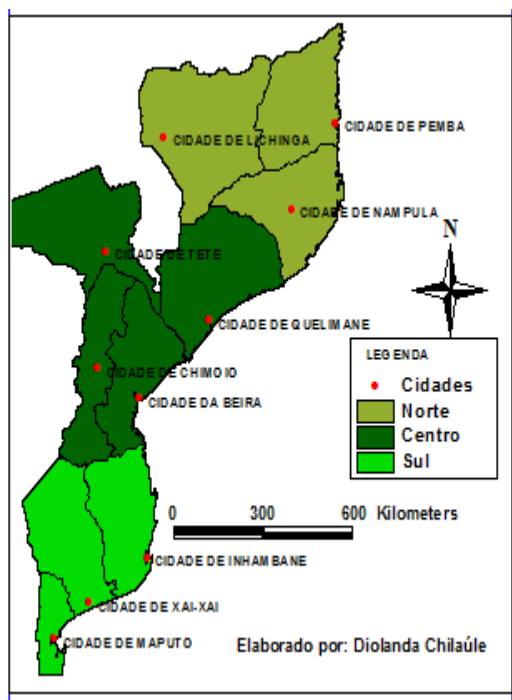 CIDADE DE PEMBA
CIDADE DE LICHINGA
CIDADE DE NAMPULA
N
CIDADE DE TETE
CIDADE DE QUELIMANE
LEGENDA
Cidades
Norte
Centro
Sul
CIDADE DE CHIMOIO
CIDADE DA BEIRA
0 300 600 Kilometers
CIDADE DE INHAMBANE
CIDADE DE XAI-XAI
CIDADE DE MAPUTO
Elaborado por: Diolanda Chilaúle